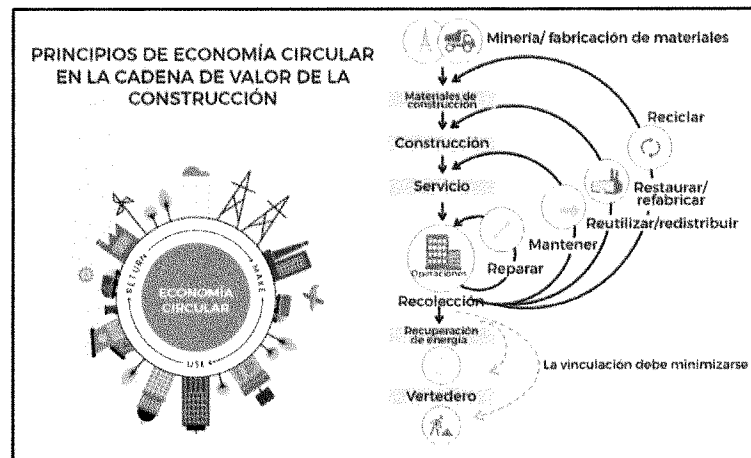 PRINCIPIOS DE ECONOMÍA CIRCULAR
EN LA CADENA DE VALOR DE LA
CONSTRUCCIÓN
RETURN
MAKE
USE
ECONOMÍA
CIRCULAR
Minería/ fabricación de materiales
Materiales de
construcción
Construcción
Servicio
Operaciones
Reciclar
Restaurar/
refabricar
Reutilizar/redistribuir
Mantener
Reparar
Recolección
Recuperación
de energía
La vinculación debe minimizarse
Vertedero